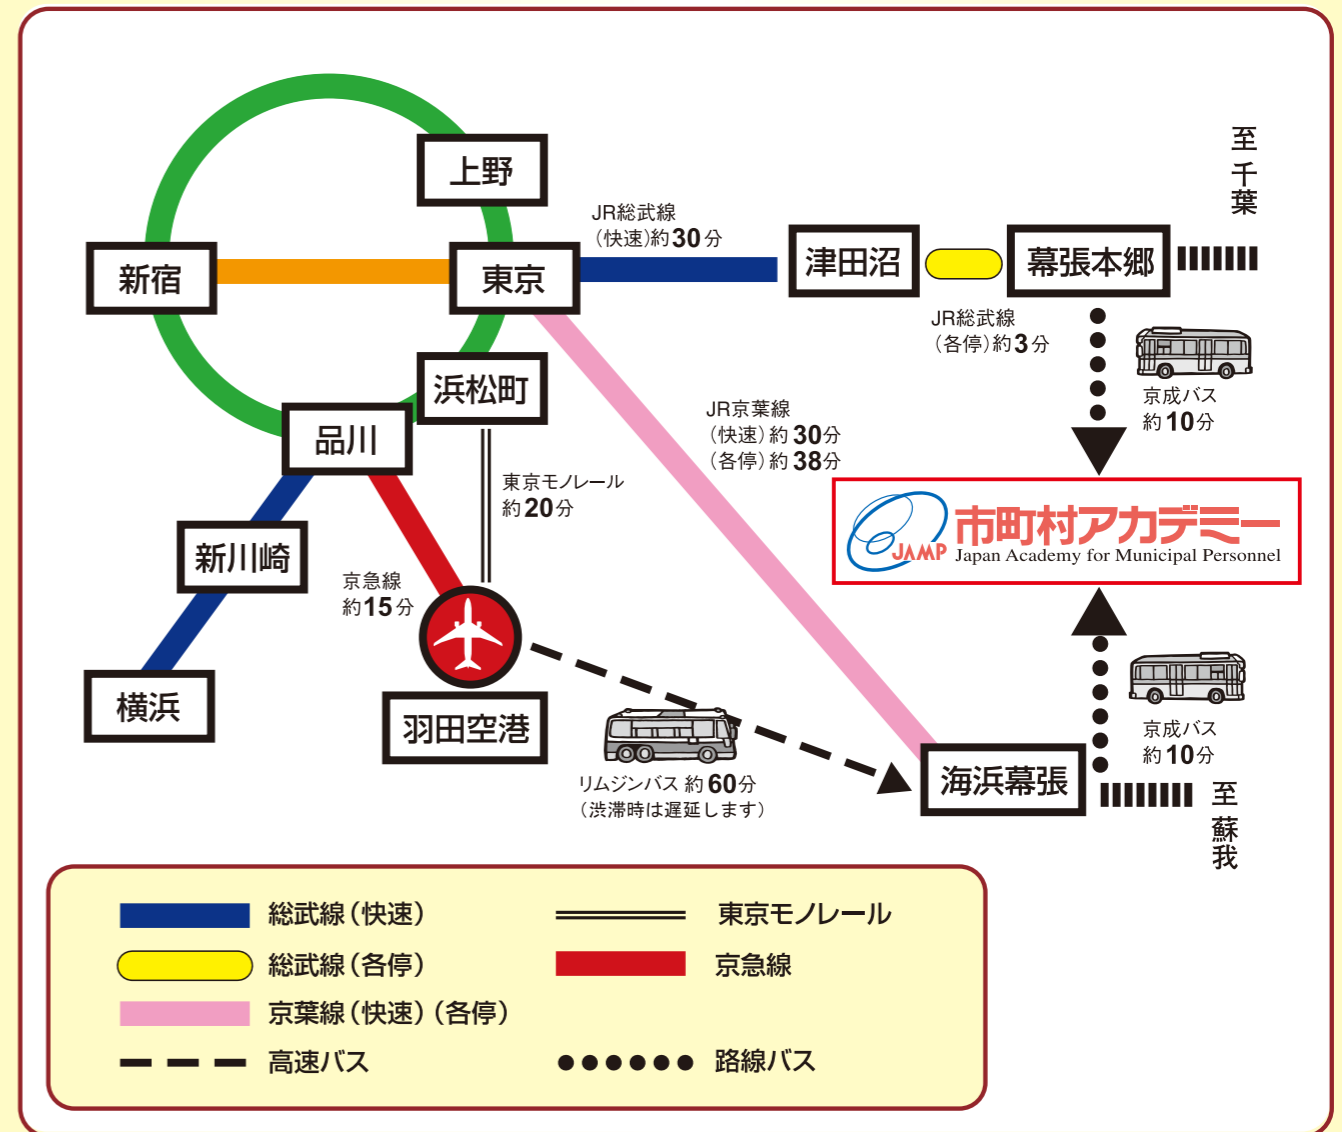 上野
新宿
東京
JR総武線
(快速)約30分
津田沼
幕張本郷
至千葉
JR総武線
(各停)約3分
京成バス
約10分
浜松町
品川
JR京葉線
(快速)約30分
(各停)約38分
東京モノレール
約20分
JAMP
市町村アカデミー
Japan Academy for Municipal Personnel
新川崎
京急線
約15分
横浜
羽田空港
リムジンバス 約60分
(渋滞時は遅延します)
海浜幕張
京成バス
約10分
至蘇我
総武線(快速)
東京モノレール
総武線(各停)
京急線
京葉線(快速)(各停)
高速バス
路線バス